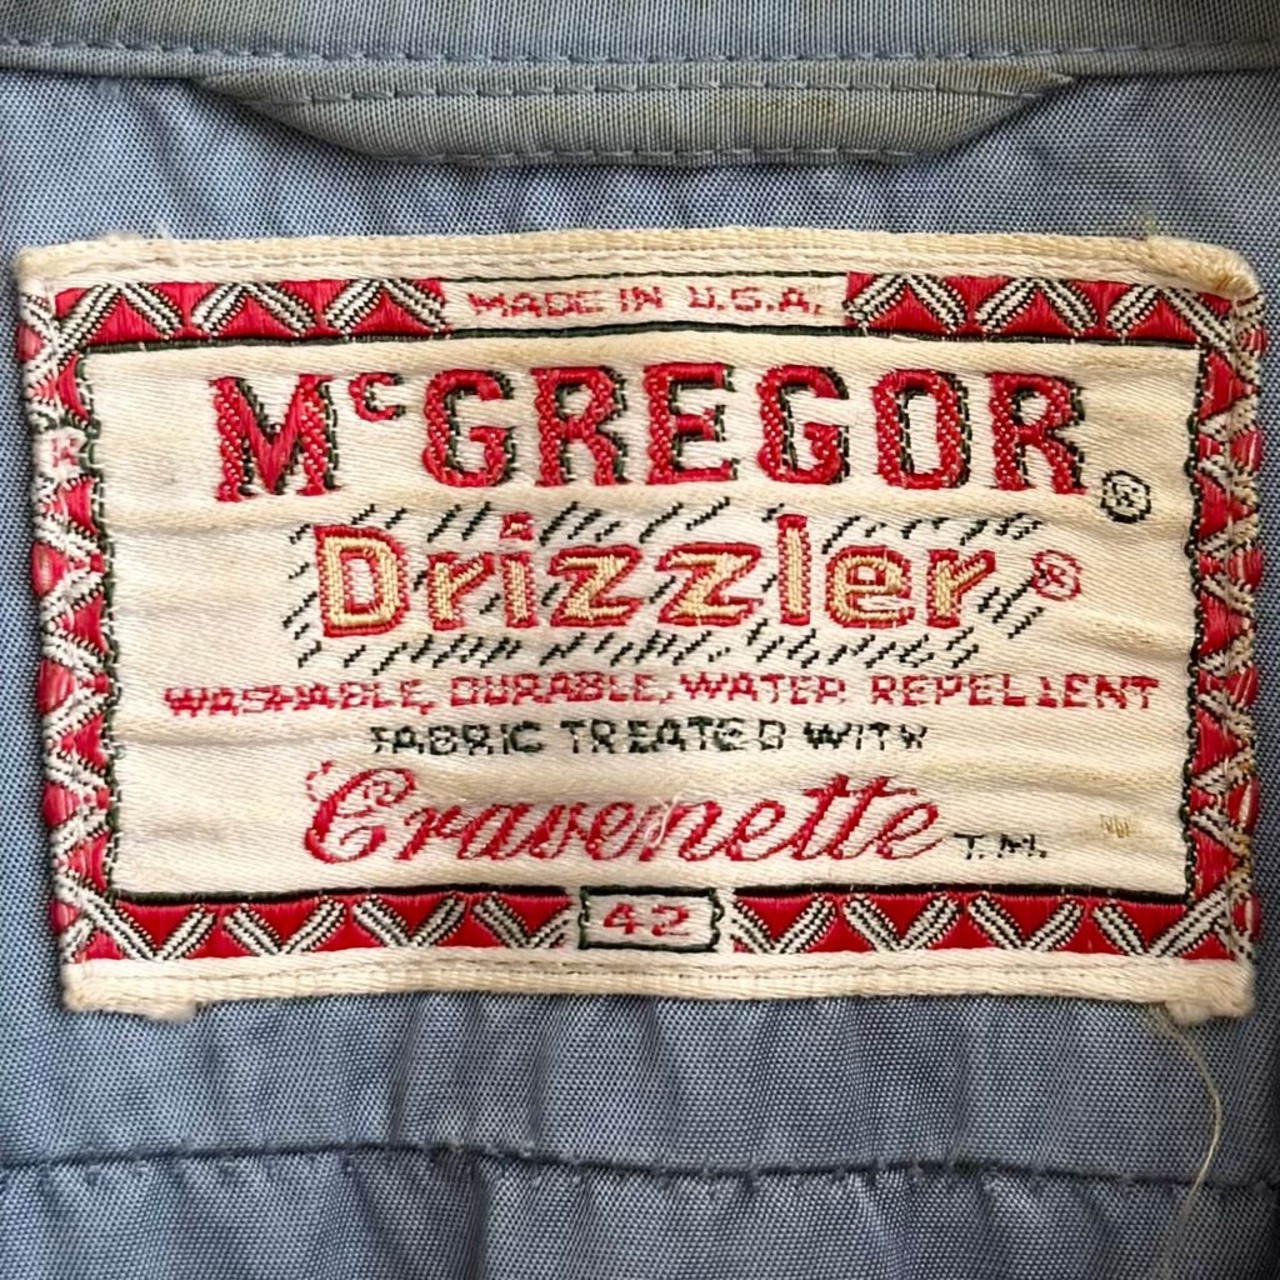 MADE IN U.S.A.
McGREGOR®
Drizzler®
WASHABLE, DURABLE, WATER REPELLENT
FABRIC TREATED WITH
Cravenette T.M.
42